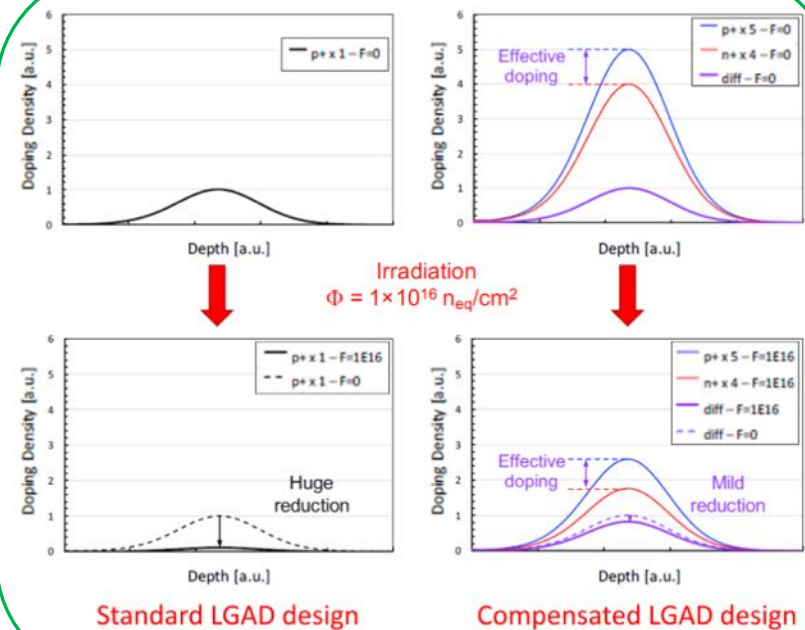 Doping Density [a.u.]
6
5
4
3
2
1
0
p+ x 1 – F=0
Depth [a.u.]
Doping Density [a.u.]
6
5
4
3
2
1
0
Effective
doping
p+ x 5 – F=0
n+ x 4 – F=0
diff – F=0
Depth [a.u.]
Irradiation
Φ = 1×10¹⁶ nₑq/cm²
Doping Density [a.u.]
6
5
4
3
2
1
0
p+ x 1 – F=1E16
p+ x 1 – F=0
Huge
reduction
Depth [a.u.]
Doping Density [a.u.]
6
5
4
3
2
1
0
p+ x 5 – F=1E16
n+ x 4 – F=1E16
diff – F=1E16
diff – F=0
Effective
doping
Mild
reduction
Depth [a.u.]
Standard LGAD design
Compensated LGAD design